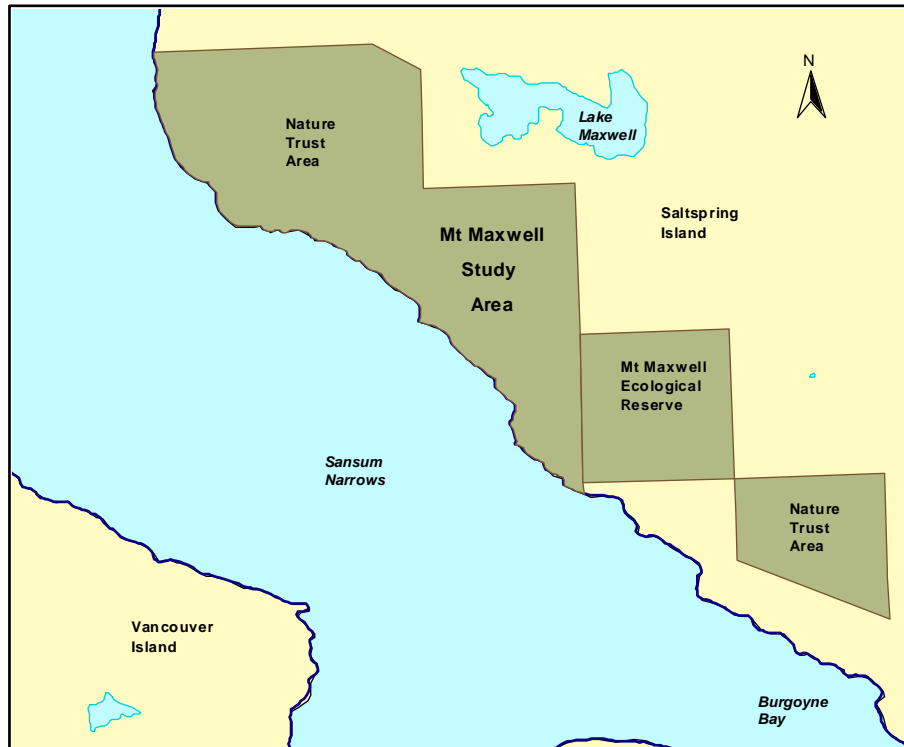 N
Lake
Maxwell
Nature
Trust
Area
Saltspring
Island
Mt Maxwell
Study
Area
Mt Maxwell
Ecological
Reserve
Sansum
Narrows
Nature
Trust
Area
Vancouver
Island
Burgoyne
Bay